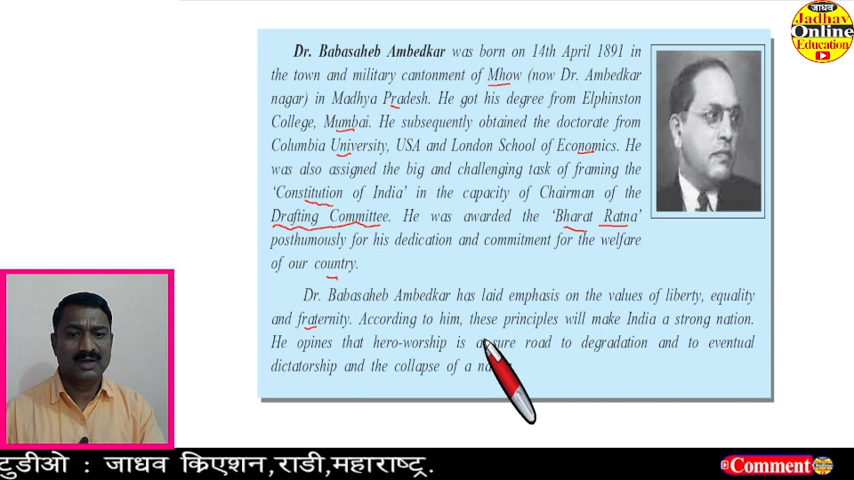 जाधव
Jadhav
Online
Education
Dr. Babasaheb Ambedkar was born on 14th April 1891 in
the town and military cantonment of Mhow (now Dr. Ambedkar
nagar) in Madhya Pradesh. He got his degree from Elphinston
College, Mumbai. He subsequently obtained the doctorate from
Columbia University, USA and London School of Economics. He
was also assigned the big and challenging task of framing the
‘Constitution of India’ in the capacity of Chairman of the
Drafting Committee. He was awarded the ‘Bharat Ratna’
posthumously for his dedication and commitment for the welfare
of our country.
Dr. Babasaheb Ambedkar has laid emphasis on the values of liberty, equality
and fraternity. According to him, these principles will make India a strong nation.
He opines that hero-worship is a sure road to degradation and to eventual
dictatorship and the collapse of a
टुडीओ : जाधव किएशन,राडी,महाराष्ट्र.
Comment